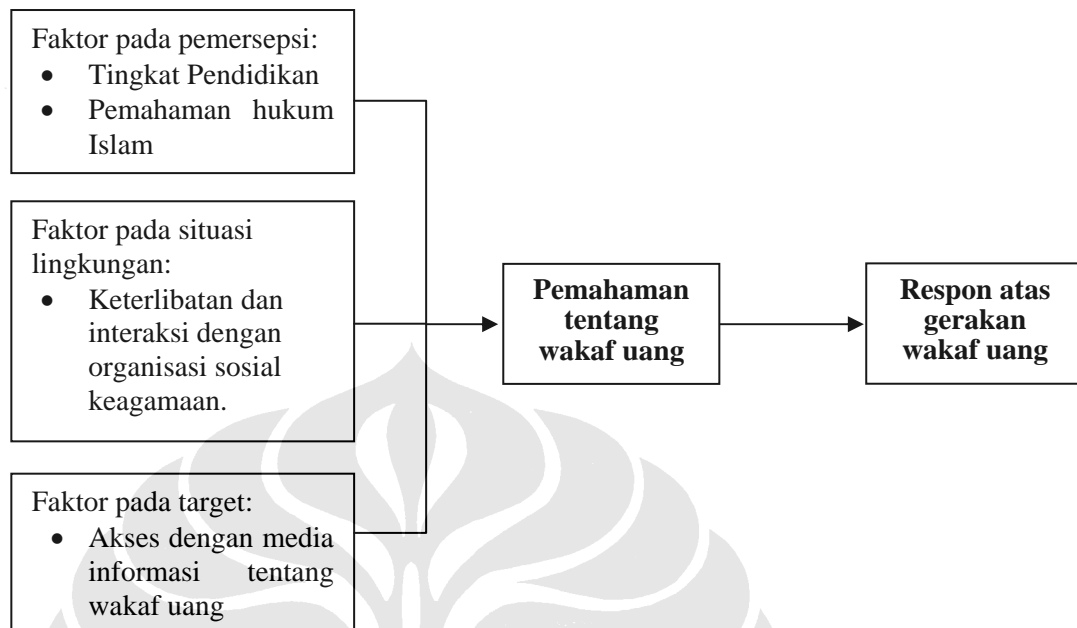 Faktor pada pemersepsi:
• Tingkat Pendidikan
• Pemahaman hukum
Islam
Faktor pada situasi
lingkungan:
• Keterlibatan dan
interaksi dengan
organisasi sosial
keagamaan.
Faktor pada target:
• Akses dengan media
informasi tentang
wakaf uang
Pemahaman
tentang
wakaf uang
Respon atas
gerakan
wakaf uang